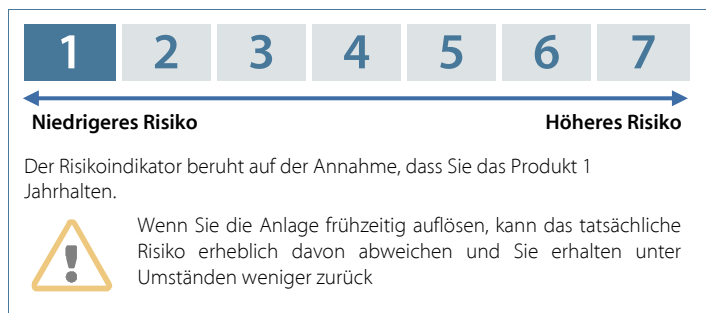 1 2 3 4 5 6 7
Niedrigeres Risiko Höheres Risiko
Der Risikoindikator beruht auf der Annahme, dass Sie das Produkt 1
Jahrhalten.
Wenn Sie die Anlage frühzeitig auflösen, kann das tatsächliche
Risiko erheblich davon abweichen und Sie erhalten unter
Umständen weniger zurück